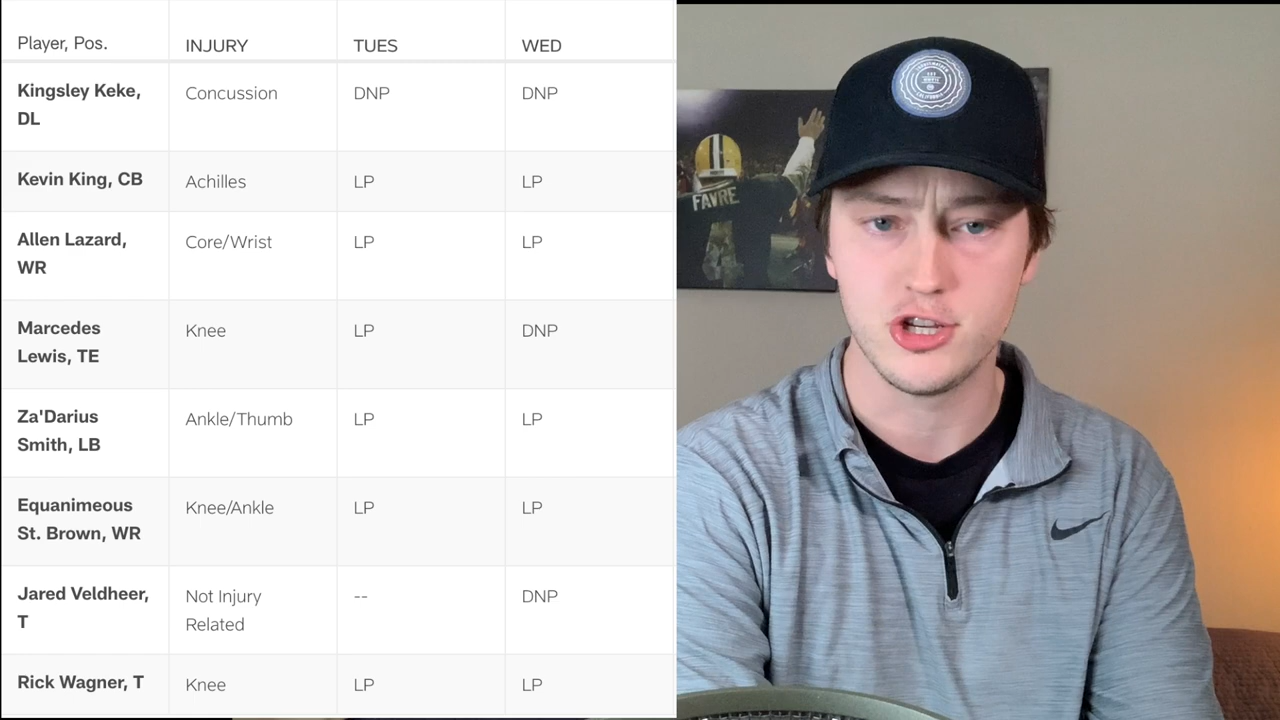 Player, Pos. INJURY TUES WED
Kingsley Keke, Concussion DNP DNP
DL
Kevin King, CB Achilles LP LP
Allen Lazard, Core/Wrist LP LP
WR
Marcedes Knee LP DNP
Lewis, TE
Za'Darius Ankle/Thumb LP LP
Smith, LB
Equanimeous Knee/Ankle LP LP
St. Brown, WR
Jared Veldheer, Not Injury -- DNP
T Related
Rick Wagner, T Knee LP LP
FAVRE